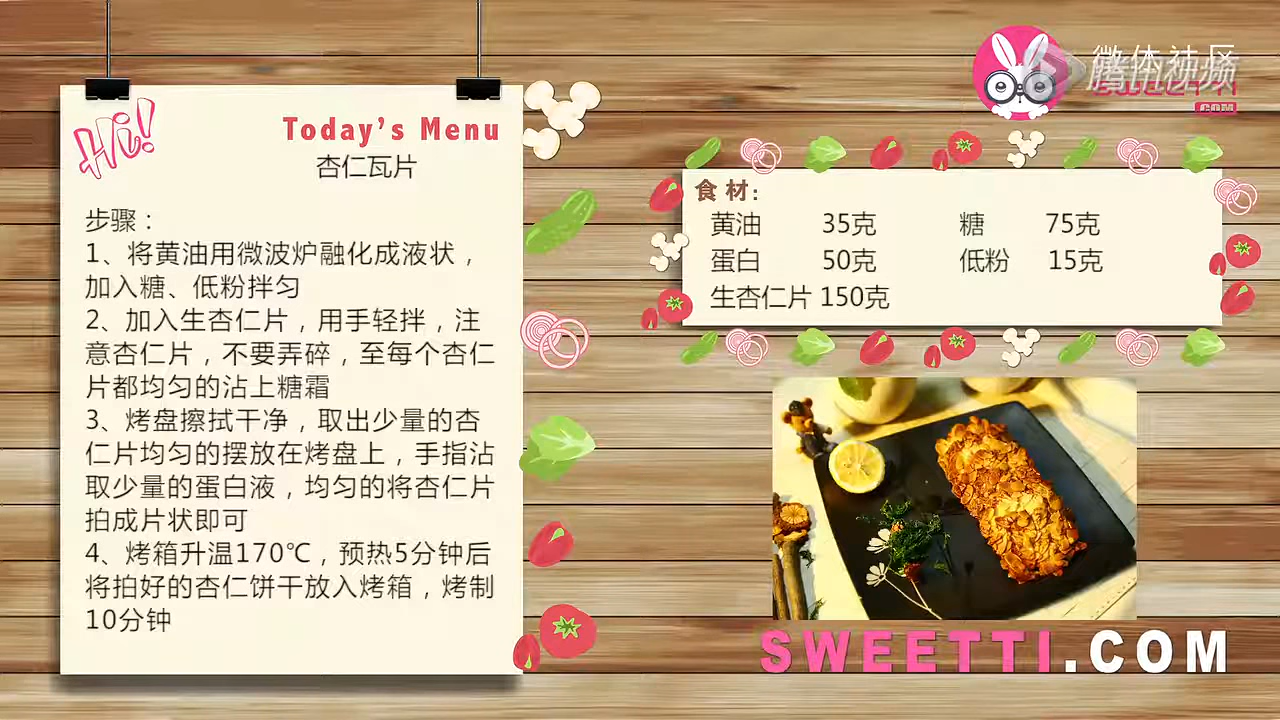 Hi!
Today's Menu
杏仁瓦片
步骤：
1、将黄油用微波炉融化成液状，
加入糖、低粉拌匀
2、加入生杏仁片，用手轻拌，注
意杏仁片，不要弄碎，至每个杏仁
片都均匀的沾上糖霜
3、烤盘擦拭干净，取出少量的杏
仁片均匀的摆放在烤盘上，手指沾
取少量的蛋白液，均匀的将杏仁片
拍成片状即可
4、烤箱升温170℃，预热5分钟后
将拍好的杏仁饼干放入烤箱，烤制
10分钟
微体社区
腾讯视频
.COM
食材:
黄油 35克 糖 75克
蛋白 50克 低粉 15克
生杏仁片 150克
SWEETTI.COM